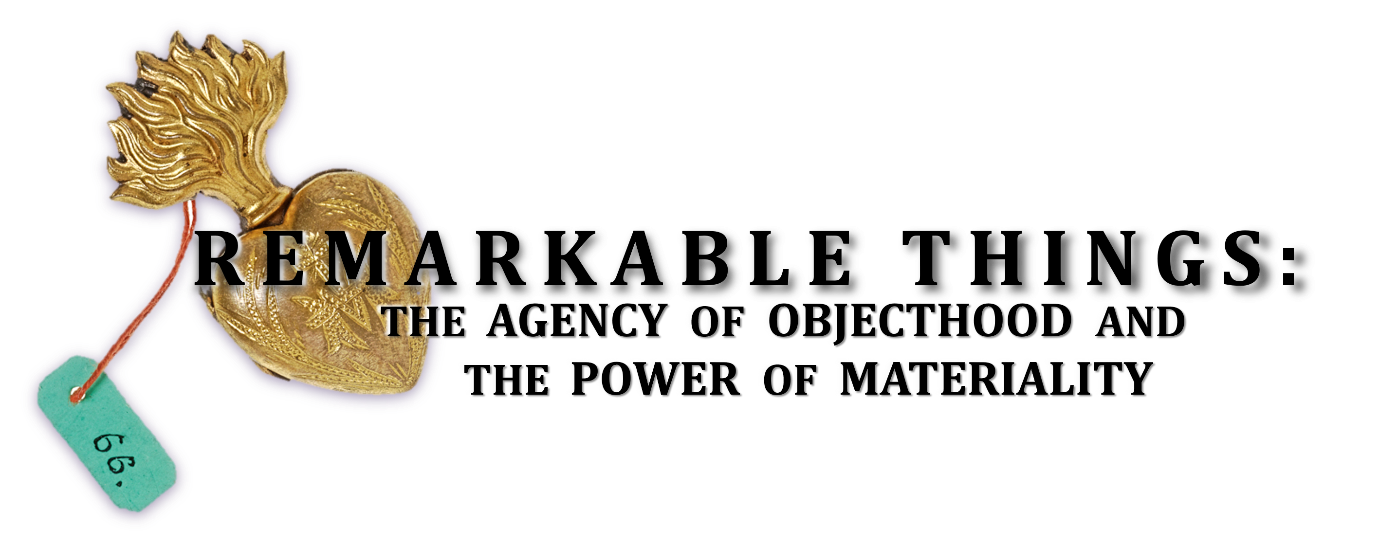 REMARKABLE THINGS:
THE AGENCY OF OBJECTHOOD AND
THE POWER OF MATERIALITY
66.